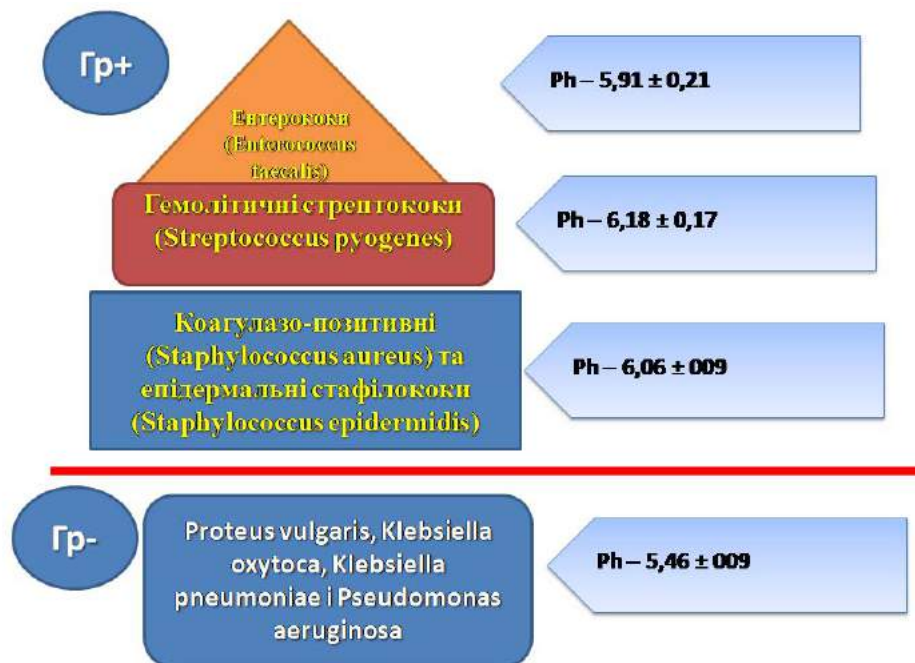 Гр+
Ph – 5,91 ± 0,21
Ентерококи
(Enterococcus
faecalis)
Гемолітичні стрептококи
(Streptococcus pyogenes)
Ph – 6,18 ± 0,17
Коагулазо-позитивні
(Staphylococcus aureus) та
епідермальні стафілококи
(Staphylococcus epidermidis)
Ph – 6,06 ± 009
Гр-
Proteus vulgaris, Klebsiella
oxytoca, Klebsiella
pneumoniae і Pseudomonas
aeruginosa
Ph – 5,46 ± 009